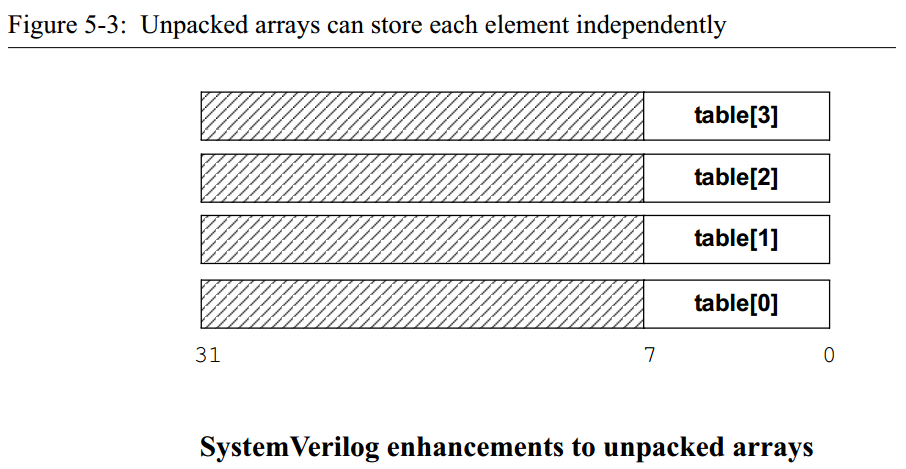 Figure 5-3: Unpacked arrays can store each element independently
table[3]
table[2]
table[1]
table[0]
31 7 0
SystemVerilog enhancements to unpacked arrays